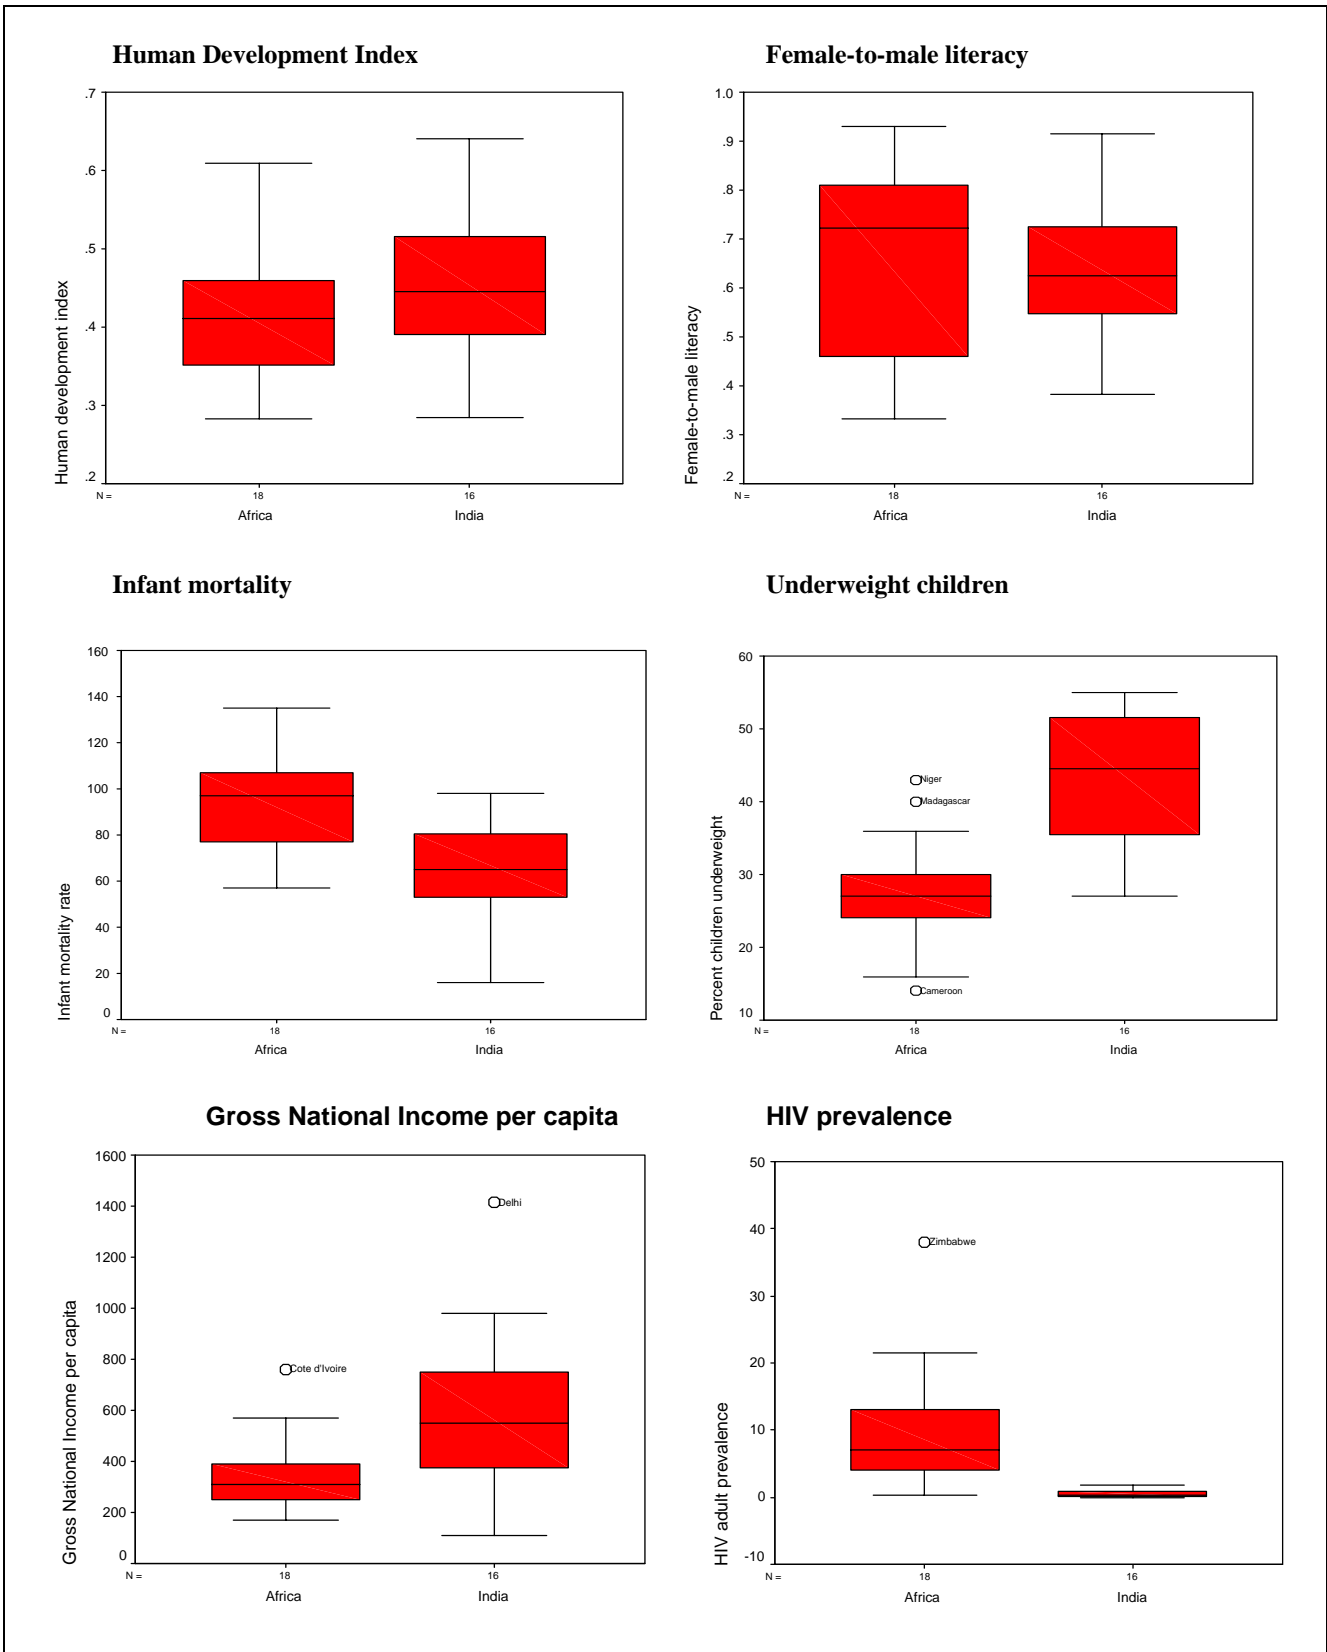 Human Development Index
.7
.6
.5
.4
.3
.2
Human development index
N =
18
16
Africa
India
Female-to-male literacy
1.0
.9
.8
.7
.6
.5
.4
.3
.2
Female-to-male literacy
N =
18
16
Africa
India
Infant mortality
160
140
120
100
80
60
40
20
0
Infant mortality rate
N =
18
16
Africa
India
Underweight children
60
50
40
30
20
10
Percent children underweight
Niger
Madagascar
Cameroon
N =
18
16
Africa
India
Gross National Income per capita
1600
1400
1200
1000
800
600
400
200
0
Gross National Income per capita
Delhi
Cote d'Ivoire
N =
18
16
Africa
India
HIV prevalence
50
40
30
20
10
0
-10
HIV adult prevalence
Zimbabwe
N =
18
16
Africa
India